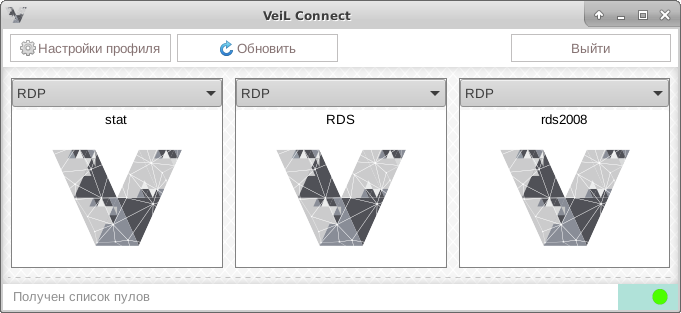 VeiL Connect
Настройки профиля Обновить Выйти
RDP RDP RDP
stat RDS rds2008
Получен список пулов